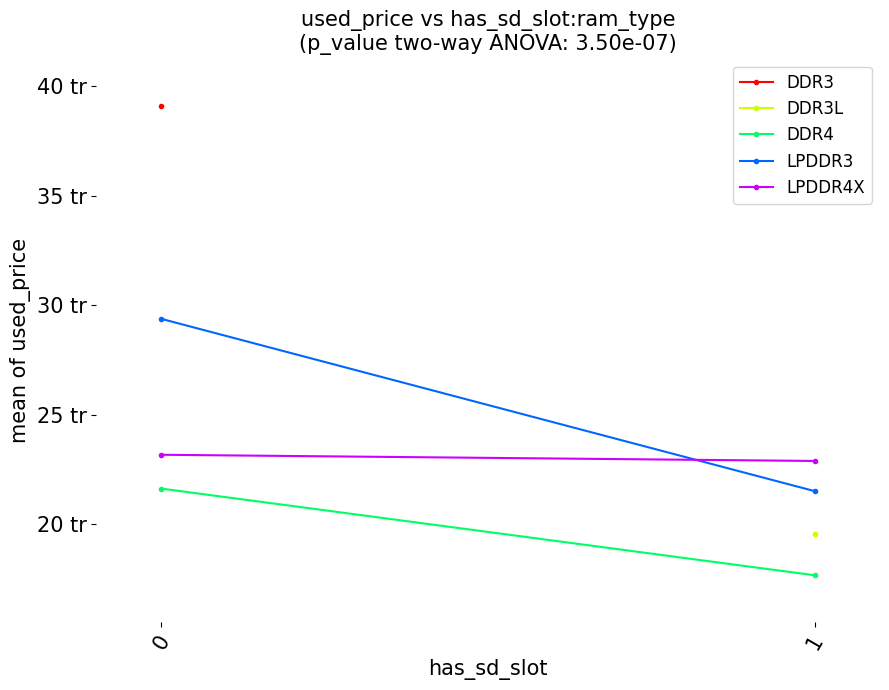 used_price vs has_sd_slot:ram_type
(p_value two-way ANOVA: 3.50e-07)
40 tr
35 tr
30 tr
25 tr
20 tr
mean of used_price
DDR3
DDR3L
DDR4
LPDDR3
LPDDR4X
0
1
has_sd_slot